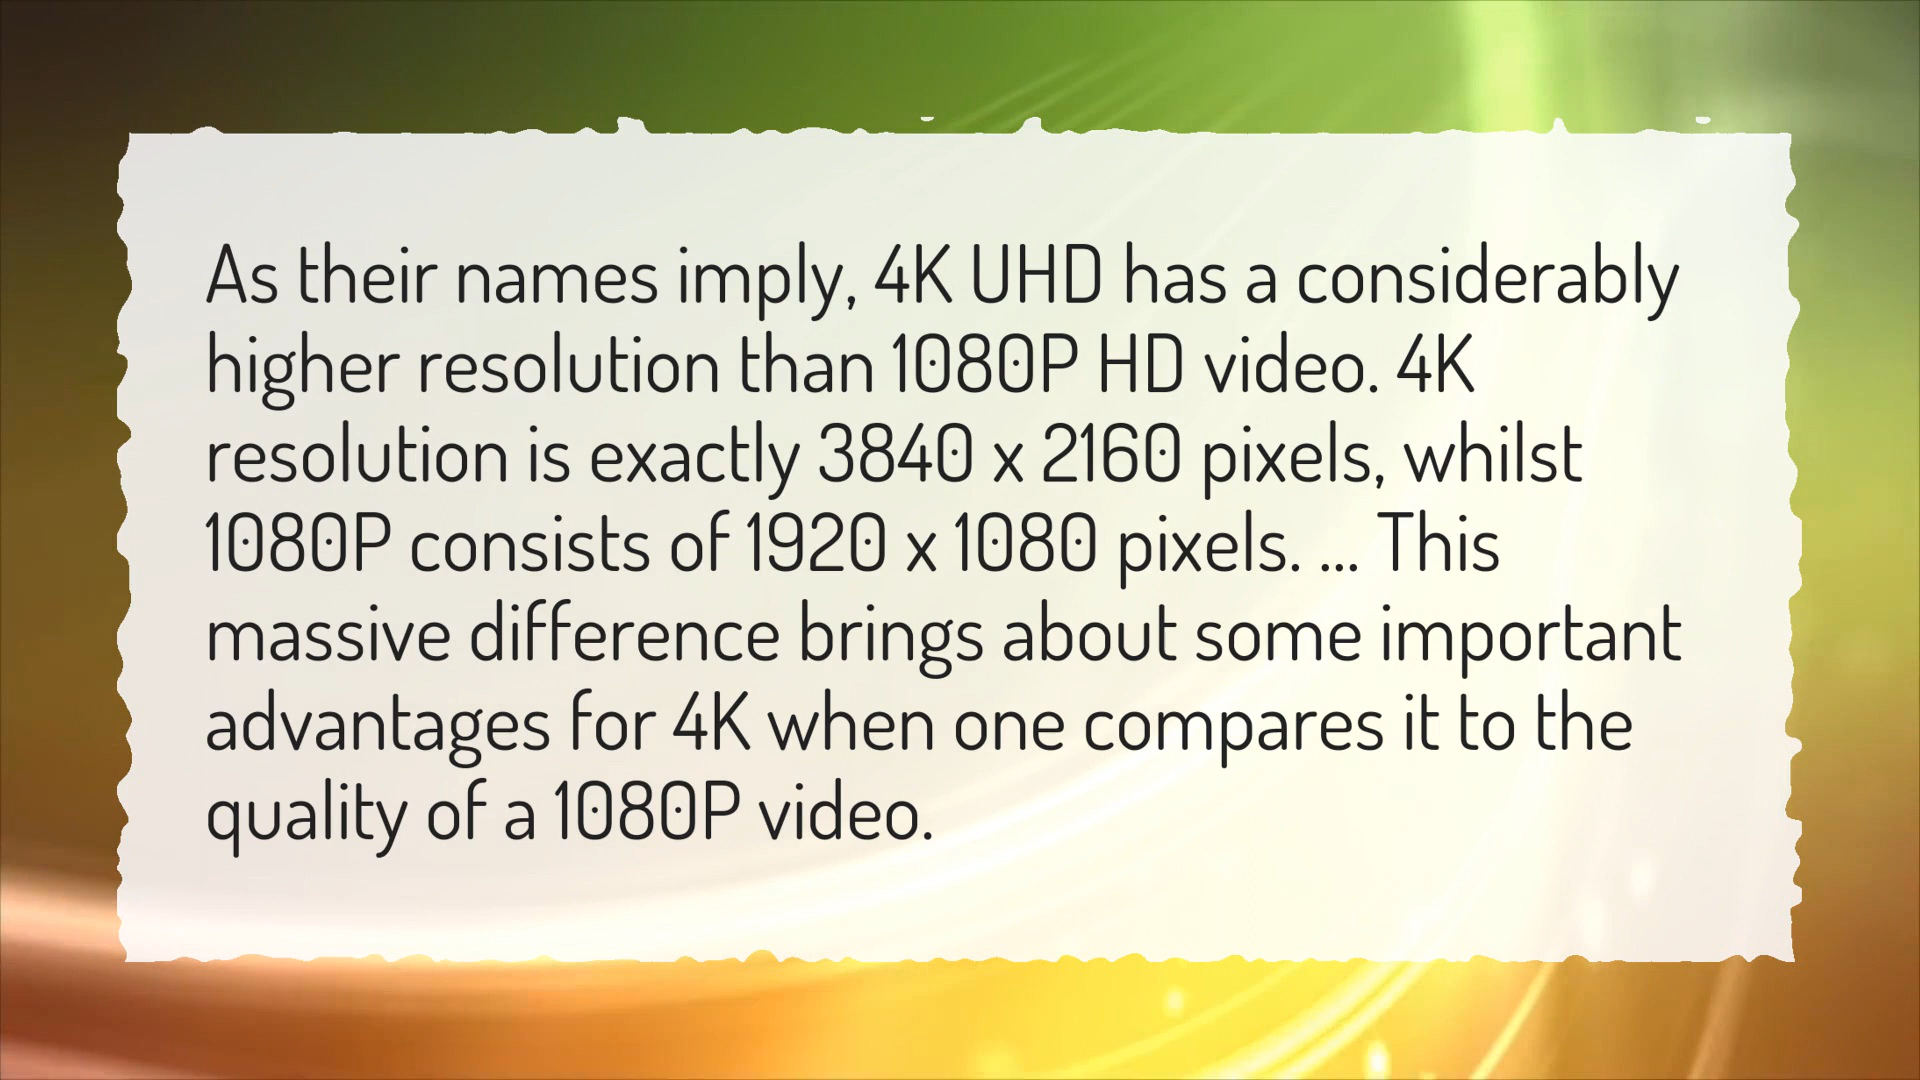 As their names imply, 4K UHD has a considerably
higher resolution than 1080P HD video. 4K
resolution is exactly 3840 x 2160 pixels, whilst
1080P consists of 1920 x 1080 pixels. ... This
massive difference brings about some important
advantages for 4K when one compares it to the
quality of a 1080P video.